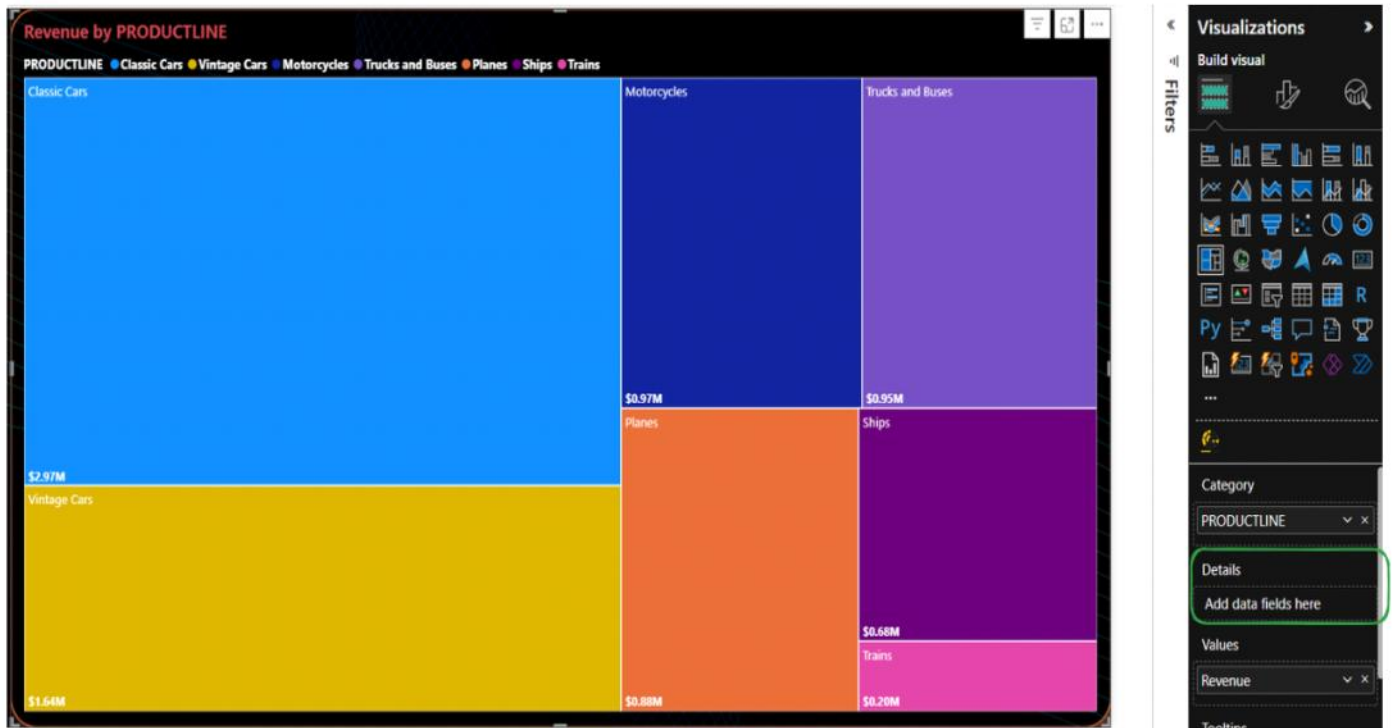 Revenue by PRODUCTLINE
PRODUCTLINE Classic Cars Vintage Cars Motorcycles Trucks and Buses Planes Ships Trains
Classic Cars
$2.97M
Vintage Cars
$1.64M
Motorcycles
$0.97M
Trucks and Buses
$0.95M
Planes
$0.88M
Ships
$0.68M
Trains
$0.20M
Filters
Visualizations
Build visual
123
R
Py
Category
PRODUCTLINE
Details
Add data fields here
Values
Revenue
Tooltips